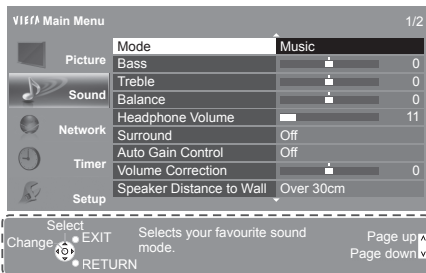 VIErA Main Menu 1/2
Picture
Sound
Network
Timer
Setup
Mode Music
Bass 0
Treble 0
Balance 0
Headphone Volume 11
Surround Off
Auto Gain Control Off
Volume Correction 0
Speaker Distance to Wall Over 30cm
Select
Change
EXIT
RETURN
Selects your favourite sound
mode.
Page up
Page down